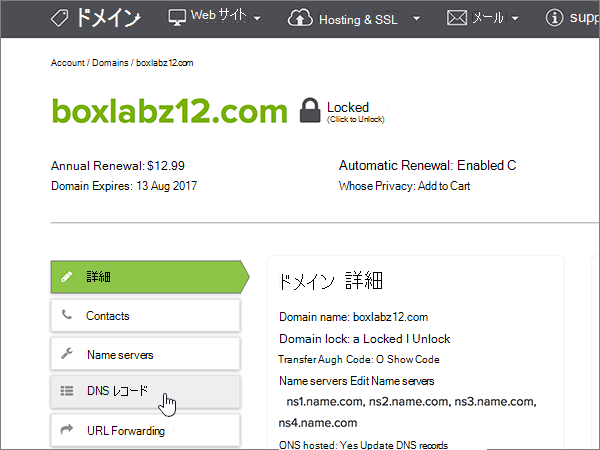 ドメイン Web サイト Hosting & SSL メール supp
Account / Domains / boxlabz12.com
boxlabz12.com Locked
(Click to Unlock)
Annual Renewal: $12.99 Automatic Renewal: Enabled C
Domain Expires: 13 Aug 2017 Whose Privacy: Add to Cart
詳細
Contacts
Name servers
DNS レコード
URL Forwarding
ドメイン 詳細
Domain name: boxlabz12.com
Domain lock: a Locked I Unlock
Transfer Augh Code: O Show Code
Name servers Edit Name servers
ns1.name.com, ns2.name.com, ns3.name.com,
ns4.name.com
ONS hosted: Yes Update DNS records